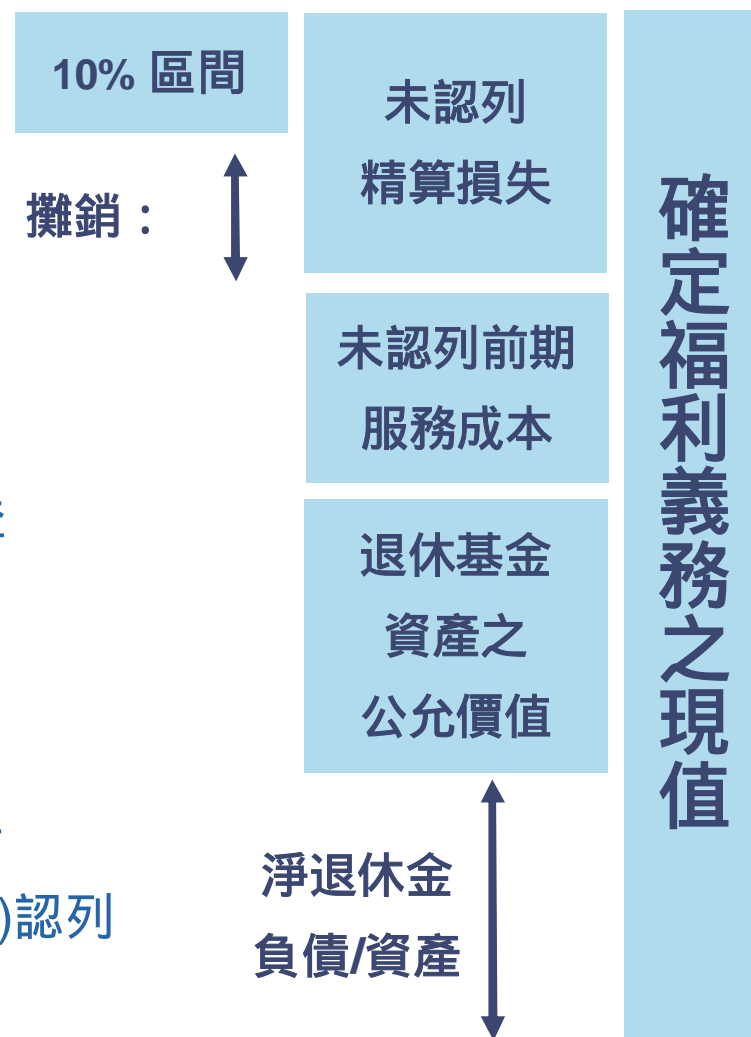 10% 區間
攤銷：
未認列
精算損失
未認列前期
服務成本
退休基金
資產之
公允價值
淨退休金
負債/資產
)認列
確定福利義務之現值